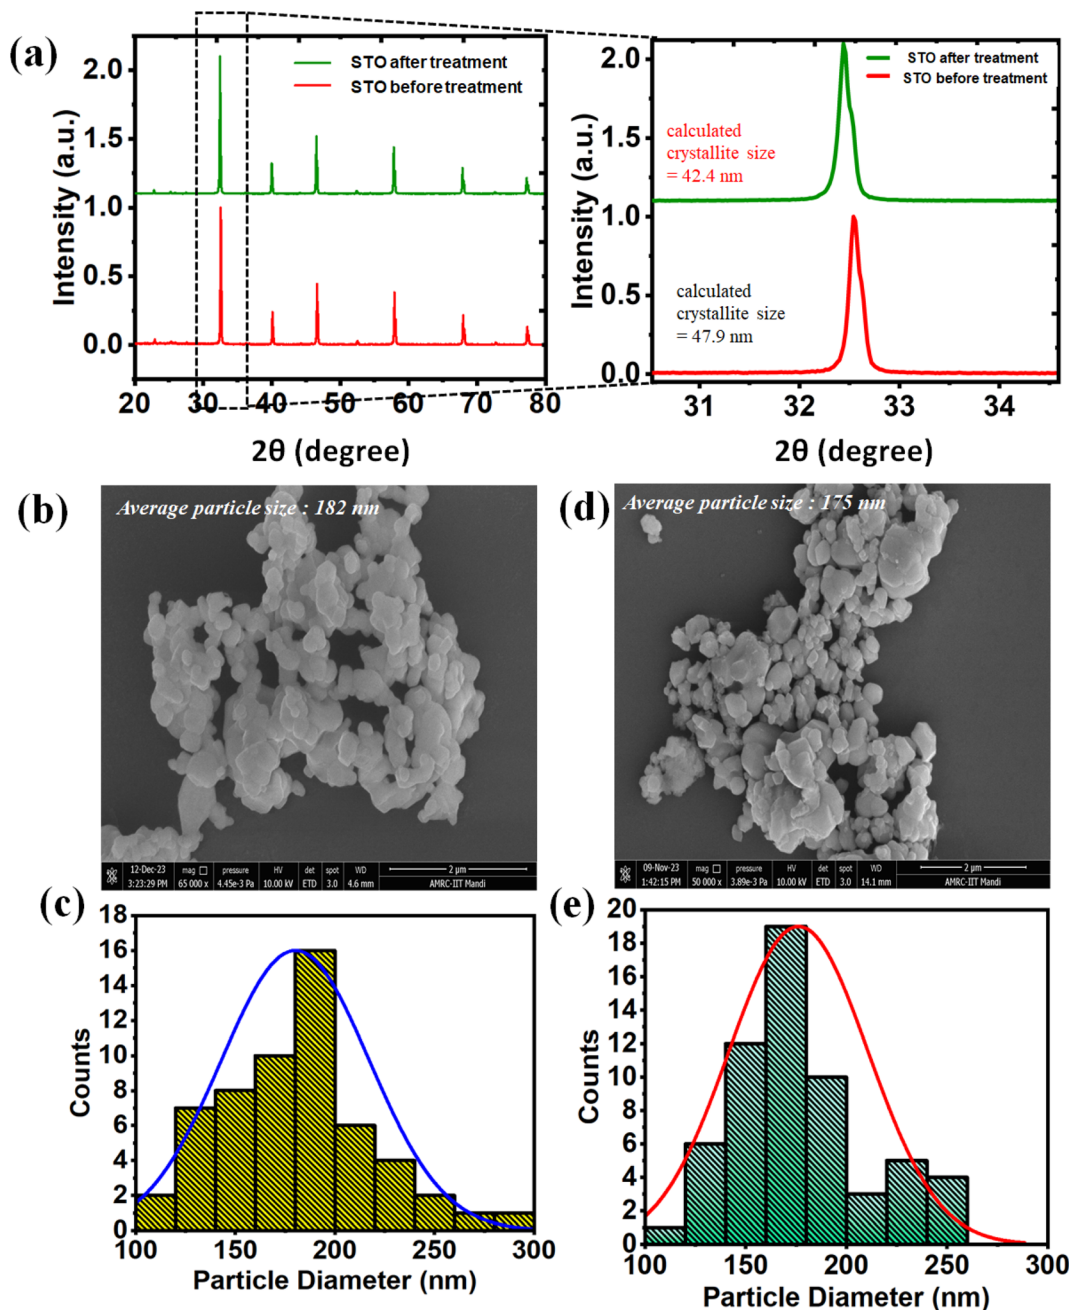 (a)
STO after treatment
STO before treatment
2.0
1.5
1.0
0.5
0.0
Intensity (a.u.)
20 30 40 50 60 70 80
2θ (degree)
STO after treatment
STO before treatment
calculated
crystallite size
= 42.4 nm
calculated
crystallite size
= 47.9 nm
2.0
1.5
1.0
0.5
0.0
Intensity (a.u.)
31 32 33 34
2θ (degree)
(b)
Average particle size : 182 nm
12-Dec-23 mag pressure HV det spot WD 2 μm
3:23:29 PM 65 000 x 4.45e-3 Pa 10.00 kV ETD 3.0 4.6 mm AMRC-IIT Mandi
(d)
Average particle size : 175 nm
09-Nov-23 mag pressure HV det spot WD 2 μm
1:42:15 PM 50 000 x 3.89e-3 Pa 10.00 kV ETD 3.0 14.1 mm AMRC-IIT Mandi
(c)
18
16
14
12
10
8
6
4
2
0
Counts
100 150 200 250 300
Particle Diameter (nm)
(e)
20
18
16
14
12
10
8
6
4
2
0
Counts
100 150 200 250 300
Particle Diameter (nm)